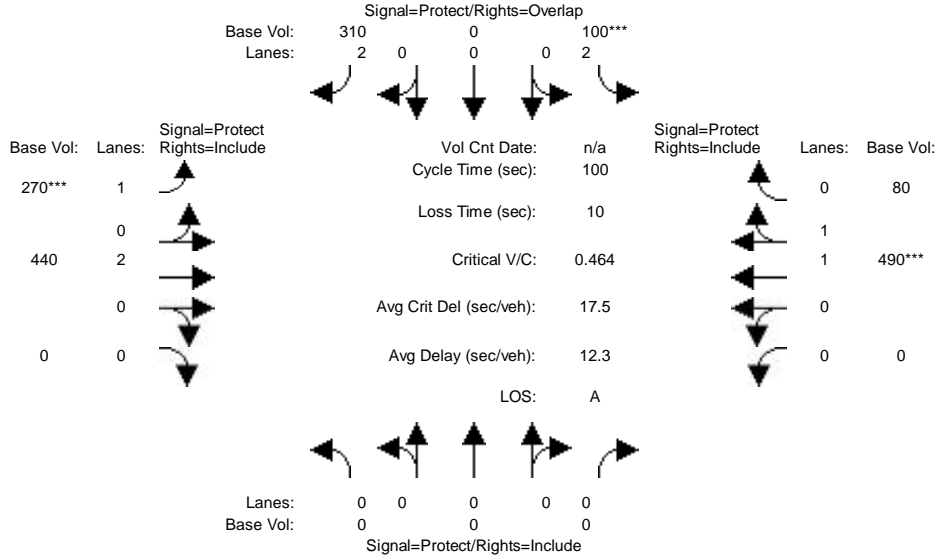 Signal=Protect/Rights=Overlap
Base Vol: 310 0 100***
Lanes: 2 0 0 0 2
Signal=Protect
Base Vol: Lanes: Rights=Include
Vol Cnt Date: n/a
Signal=Protect
Rights=Include Lanes: Base Vol:
Cycle Time (sec): 100
270*** 1
0 80
Loss Time (sec): 10
0
1
440 2
Critical V/C: 0.464
1 490***
0
Avg Crit Del (sec/veh): 17.5
0
0 0
Avg Delay (sec/veh): 12.3
0 0
LOS: A
Lanes: 0 0 0 0 0
Base Vol: 0 0 0
Signal=Protect/Rights=Include